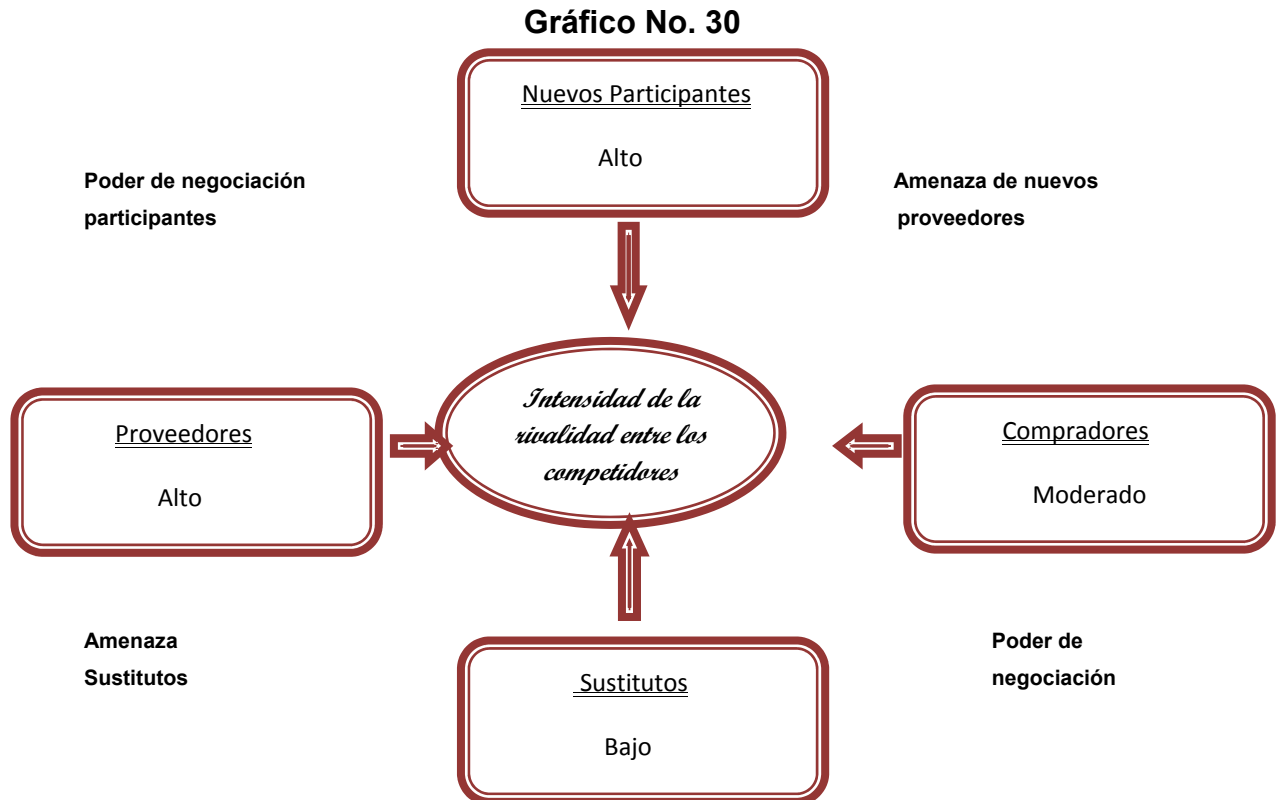 Gráfico No. 30
Nuevos Participantes
Alto
Poder de negociación
participantes
Amenaza de nuevos
proveedores
Intensidad de la
rivalidad entre los
competidores
Proveedores
Alto
Compradores
Moderado
Amenaza
Sustitutos
Poder de
negociación
Sustitutos
Bajo